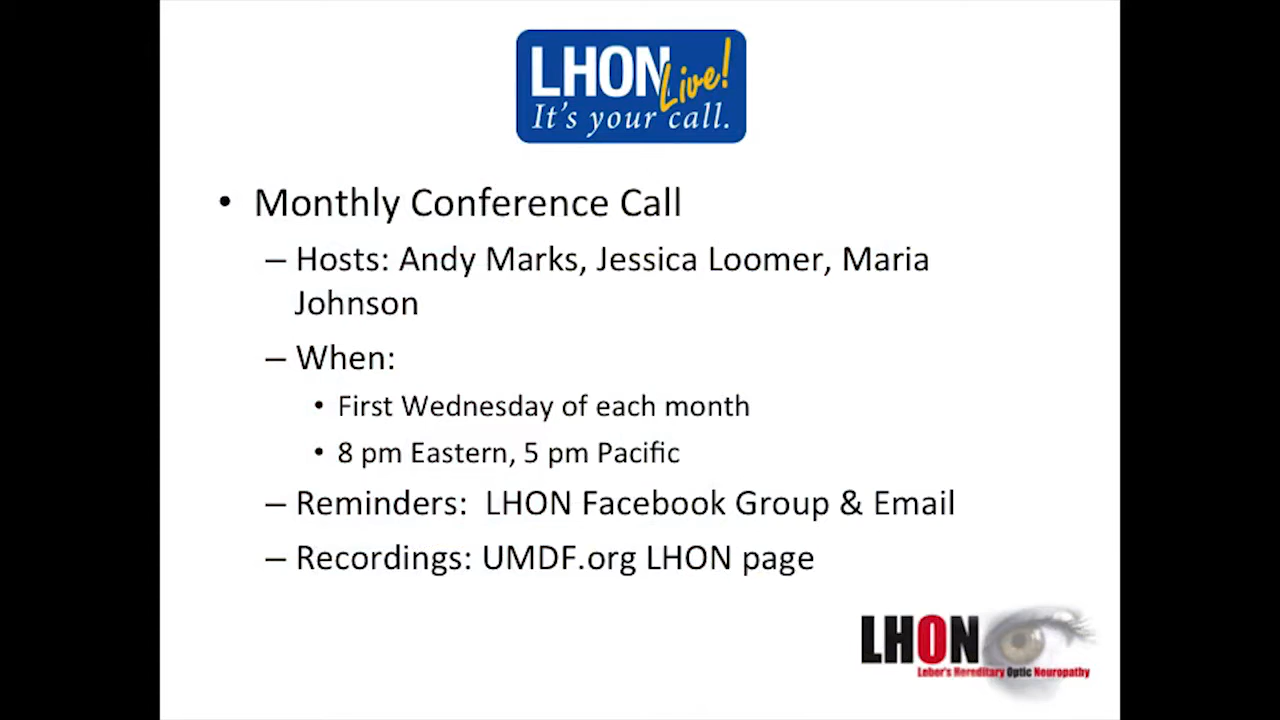 LHON Live!
It's your call.
• Monthly Conference Call
– Hosts: Andy Marks, Jessica Loomer, Maria
Johnson
– When:
• First Wednesday of each month
• 8 pm Eastern, 5 pm Pacific
– Reminders:  LHON Facebook Group & Email
– Recordings: UMDF.org LHON page
LHON
Leber's Hereditary Optic Neuropathy